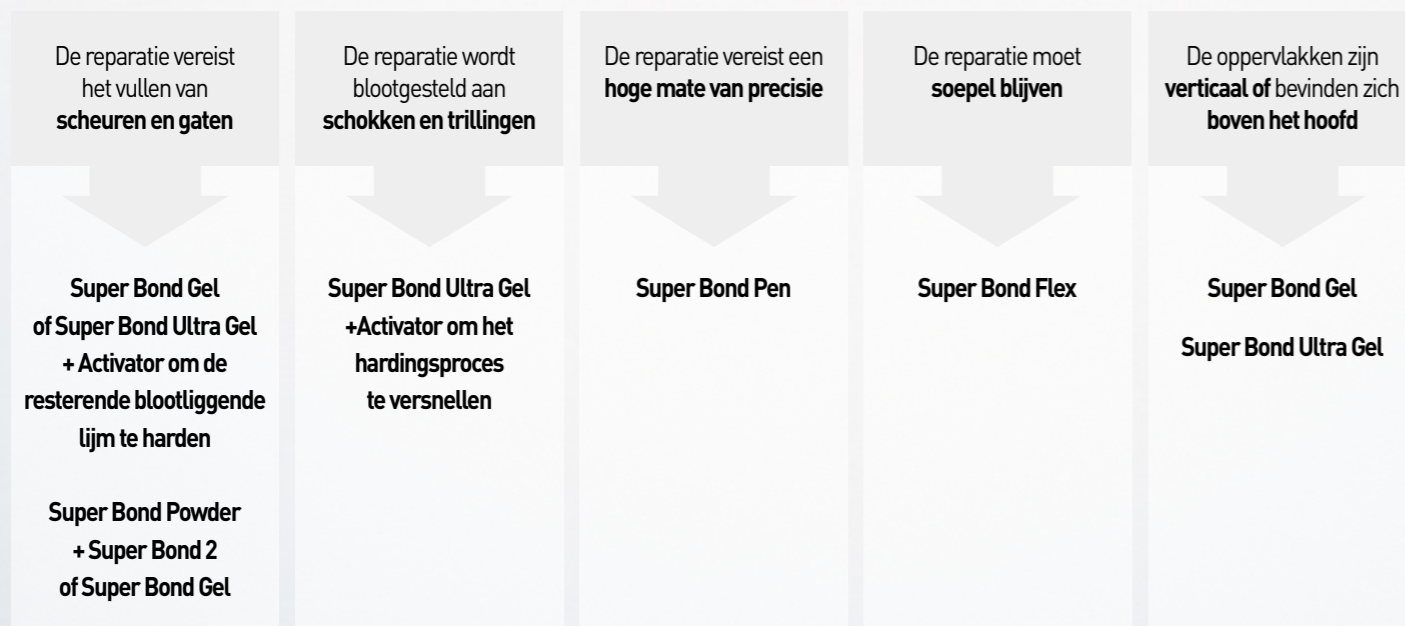 De reparatie vereist
het vullen van
scheuren en gaten
Super Bond Gel
of Super Bond Ultra Gel
+ Activator om de
resterende blootliggende
lijm te harden
Super Bond Powder
+ Super Bond 2
of Super Bond Gel
De reparatie wordt
blootgesteld aan
schokken en trillingen
Super Bond Ultra Gel
+Activator om het
hardingsproces
te versnellen
De reparatie vereist een
hoge mate van precisie
Super Bond Pen
De reparatie moet
soepel blijven
Super Bond Flex
De oppervlakken zijn
verticaal of bevinden zich
boven het hoofd
Super Bond Gel
Super Bond Ultra Gel